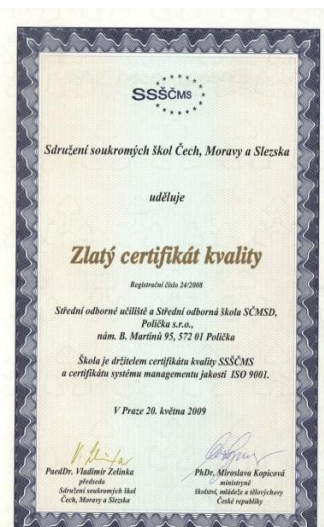 SSŠČMS
Sdružení soukromých škol Čech, Moravy a Slezska
uděluje
Zlatý certifikát kvality
Registrační číslo 24/2008
Střední odborné učiliště a Střední odborná škola SČMSD,
Polička s.r.o.,
nám. B. Martinů 95, 572 01 Polička
Škola je držitelem certifikátu kvality SSŠČMS
a certifikátu systému managementu jakosti ISO 9001.
V Praze 20. května 2009
PaedDr. Vladimír Zelinka
předseda
Sdružení soukromých škol
Čech, Moravy a Slezska
PhDr. Miroslava Kopicová
ministryně
školství, mládeže a tělovýchovy
České republiky